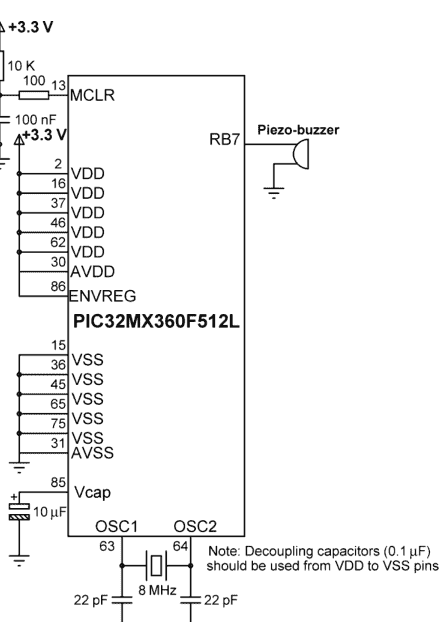 +3.3 V
10 K
100
13
MCLR
100 nF
+3.3 V
RB7
Piezo-buzzer
2
VDD
16
VDD
37
VDD
46
VDD
62
VDD
30
AVDD
86
ENVREG
PIC32MX360F512L
15
VSS
36
VSS
45
VSS
65
VSS
75
VSS
31
AVSS
85
Vcap
+
10 µF
OSC1
OSC2
63
64
8 MHz
22 pF
22 pF
Note: Decoupling capacitors (0.1 µF)
should be used from VDD to VSS pins